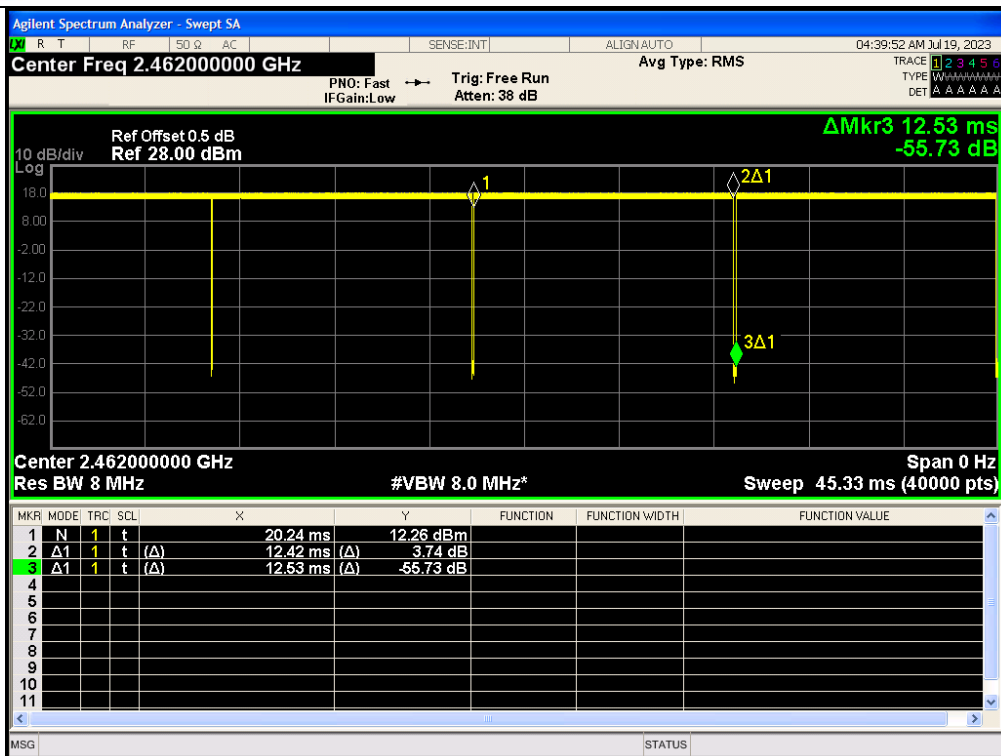 Agilent Spectrum Analyzer - Swept SA
LXI R T RF 50 Ω AC SENSE:INT ALIGNAUTO 04:39:52 AM Jul 19, 2023
Center Freq 2.462000000 GHz Avg Type: RMS TRACE 1 2 3 4 5 6
PNO: Fast Trig: Free Run TYPE WWWWWW
IFGain:Low Atten: 38 dB DET A A A A A A
ΔMkr3 12.53 ms
-55.73 dB
Ref Offset 0.5 dB
10 dB/div Ref 28.00 dBm
Log
18.0
8.00
-2.00
-12.0
-22.0
-32.0
-42.0
-52.0
-62.0
1
2Δ1
3Δ1
Center 2.462000000 GHz Span 0 Hz
Res BW 8 MHz #VBW 8.0 MHz* Sweep 45.33 ms (40000 pts)
MKR MODE TRC SCL X Y FUNCTION FUNCTION WIDTH FUNCTION VALUE
1 N 1 t 20.24 ms 12.26 dBm
2 Δ1 1 t (Δ) 12.42 ms (Δ) 3.74 dB
3 Δ1 1 t (Δ) 12.53 ms (Δ) -55.73 dB
4
5
6
7
8
9
10
11
MSG STATUS